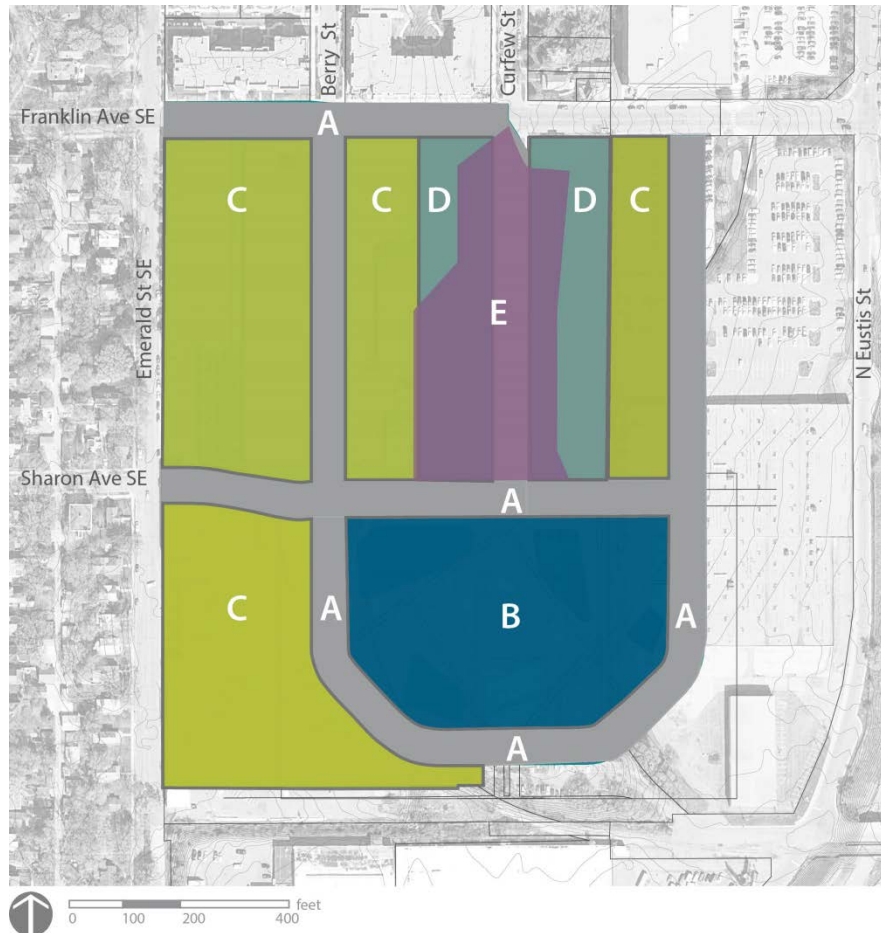 Berry St
Curfew St
Franklin Ave SE
A
C
C
D
D
C
Emerald St SE
E
N Eustis St
Sharon Ave SE
A
C
A
B
A
A
feet
0
100
200
400